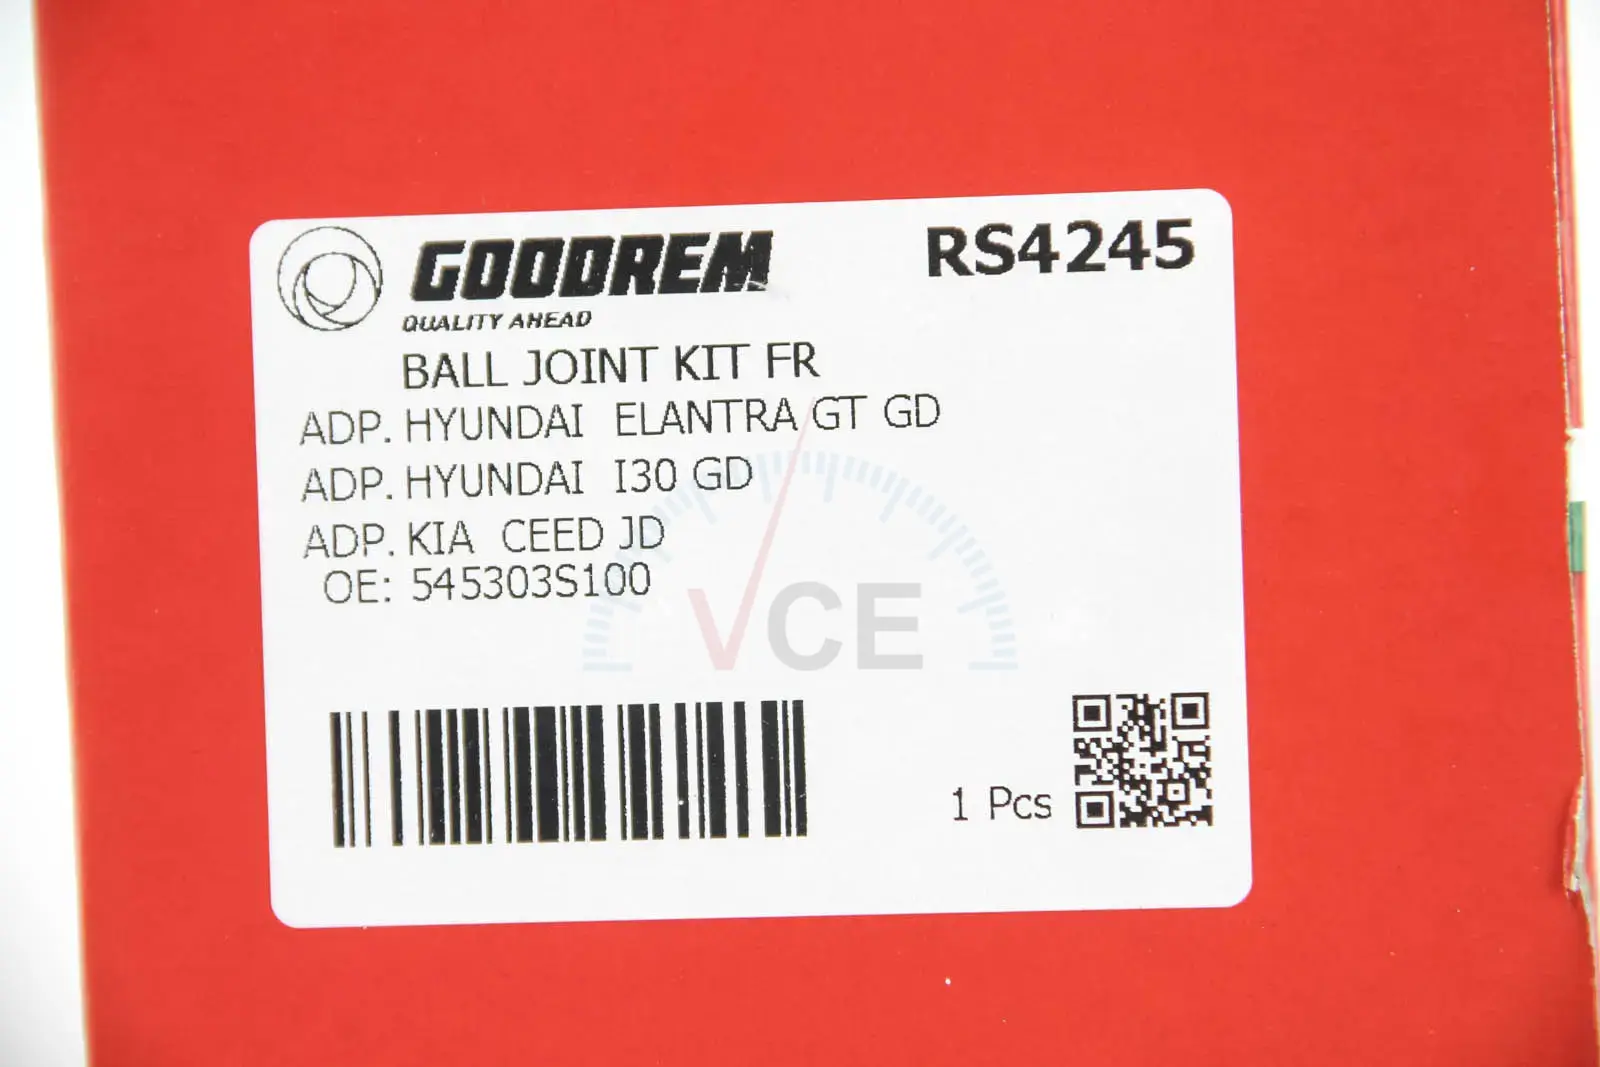 GOODREM
RS4245
QUALITY AHEAD
BALL JOINT KIT FR
ADP. HYUNDAI ELANTRA GT GD
ADP. HYUNDAI I30 GD
ADP. KIA CEED JD
OE: 545303S100
VCE
1 Pcs